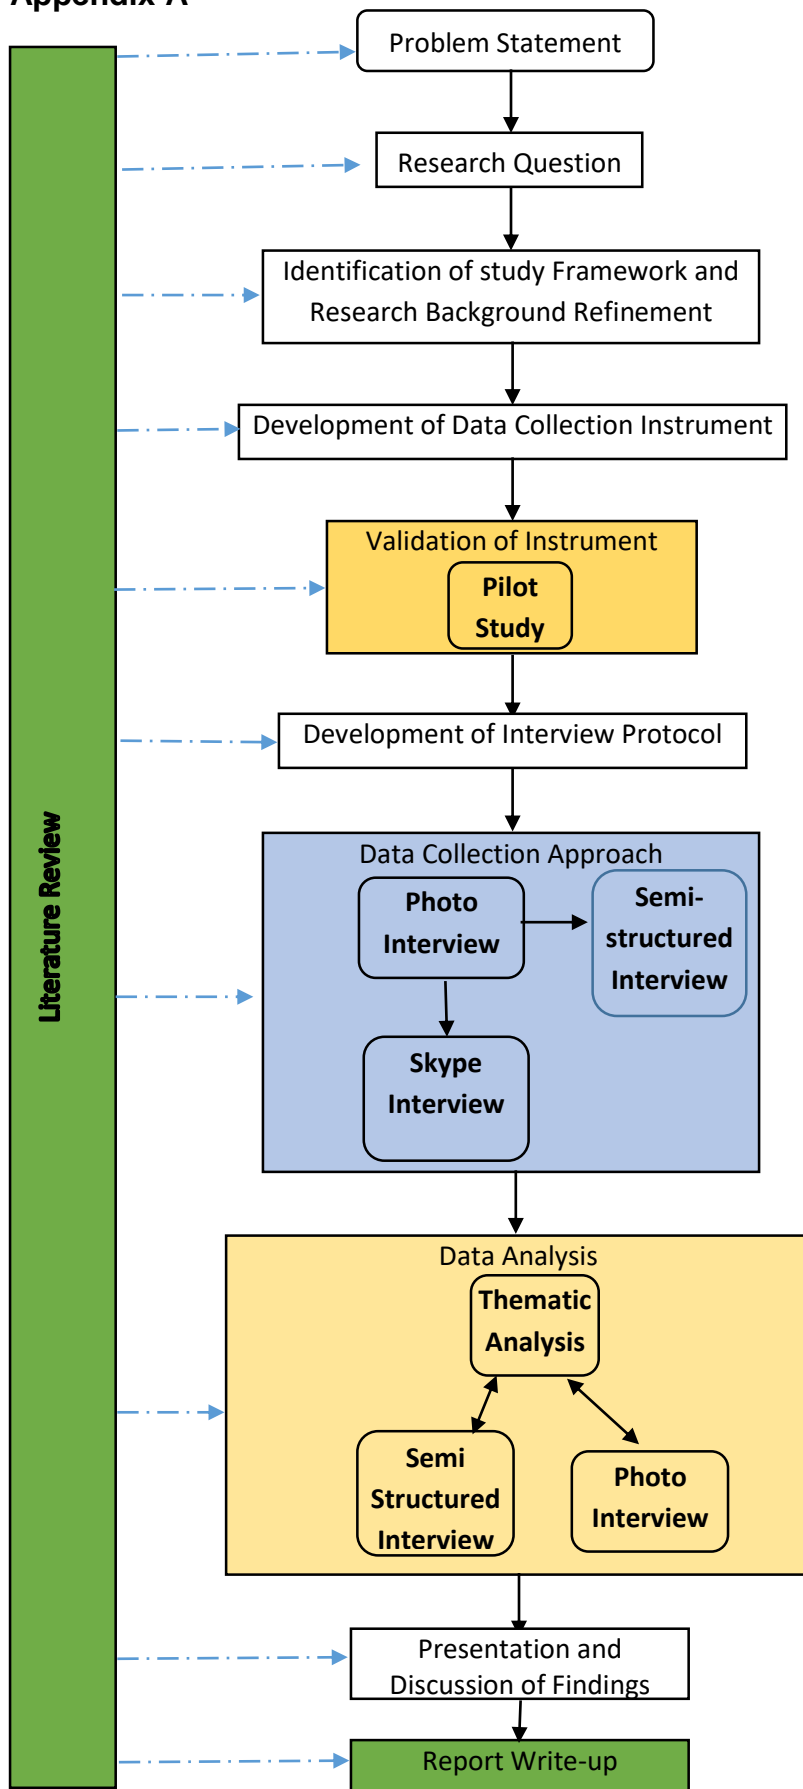 Appendix A
Problem Statement
Research Question
Identification of study Framework and
Research Background Refinement
Development of Data Collection Instrument
Validation of Instrument
Pilot
Study
Development of Interview Protocol
Literature Review
Data Collection Approach
Photo
Interview
Semi-
structured
Interview
Skype
Interview
Data Analysis
Thematic
Analysis
Semi
Structured
Interview
Photo
Interview
Presentation and
Discussion of Findings
Report Write-up